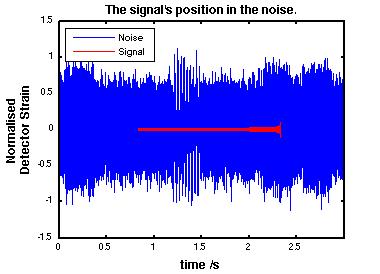 The signal's position in the noise.
1.5
Noise
Signal
1
0.5
0
-0.5
-1
-1.5
Normalised
Detector Strain
0 0.5 1 1.5 2 2.5
time /s